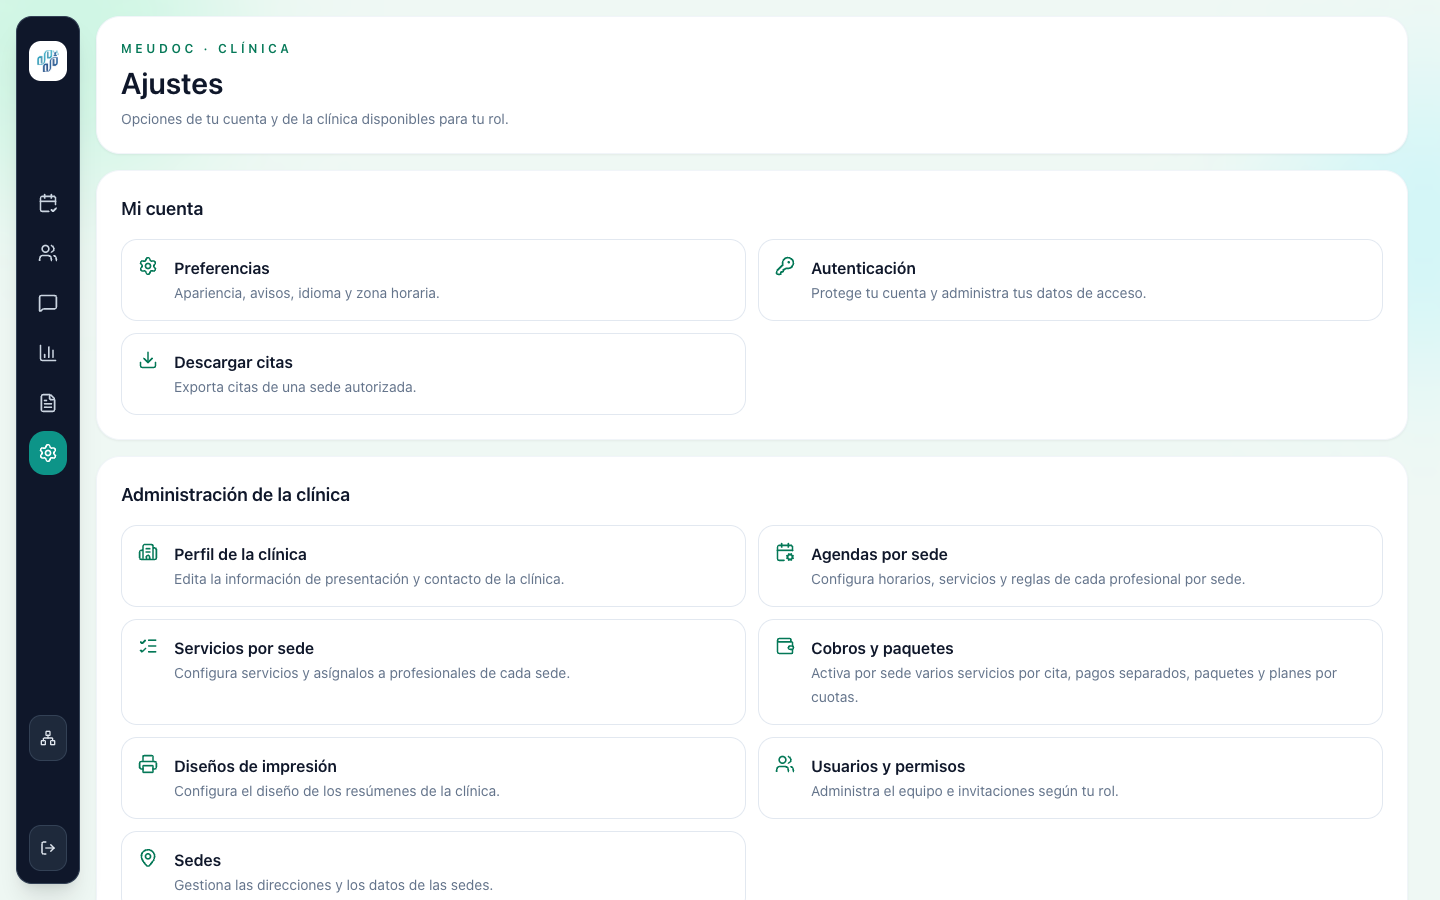 MEUDOC · CLÍNICA
Ajustes
Opciones de tu cuenta y de la clínica disponibles para tu rol.
Mi cuenta
Preferencias
Apariencia, avisos, idioma y zona horaria.
Autenticación
Protege tu cuenta y administra tus datos de acceso.
Descargar citas
Exporta citas de una sede autorizada.
Administración de la clínica
Perfil de la clínica
Edita la información de presentación y contacto de la clínica.
Agendas por sede
Configura horarios, servicios y reglas de cada profesional por sede.
Servicios por sede
Configura servicios y asígnalos a profesionales de cada sede.
Cobros y paquetes
Activa por sede varios servicios por cita, pagos separados, paquetes y planes por
cuotas.
Diseños de impresión
Configura el diseño de los resúmenes de la clínica.
Usuarios y permisos
Administra el equipo e invitaciones según tu rol.
Sedes
Gestiona las direcciones y los datos de las sedes.